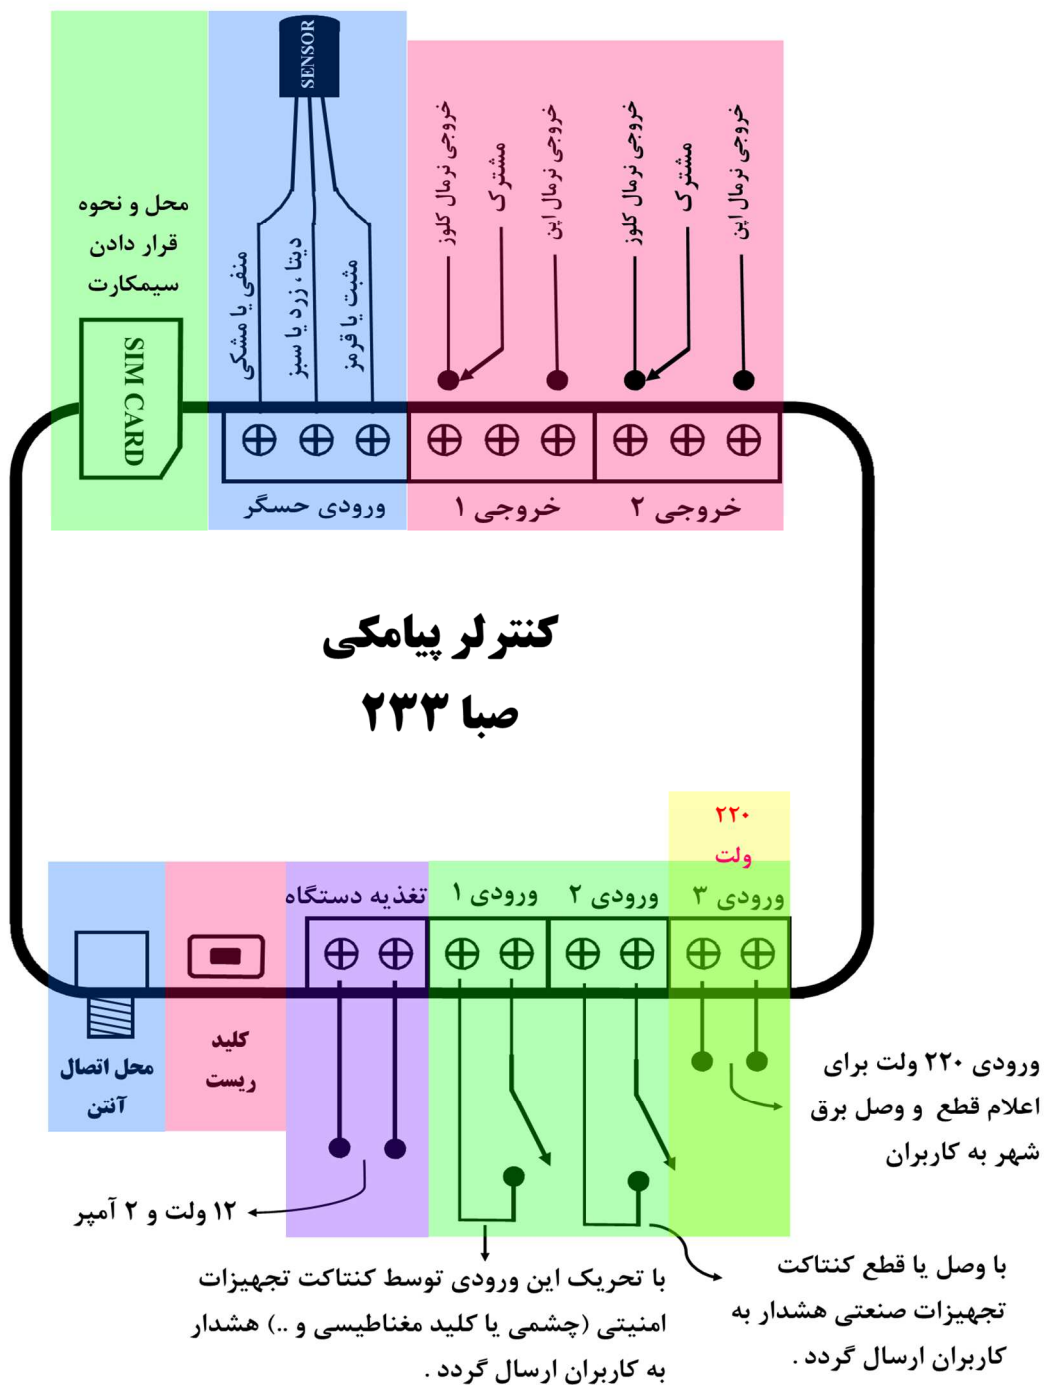 SENSOR
محل و نحوه
قرار دادن
سیمکارت
SIM CARD
منفی یا مشکی
دیتا ، زرد یا سبز
مثبت یا قرمز
خروجی نرمال کلوز
مشترک
خروجی نرمال اپن
خروجی نرمال کلوز
مشترک
خروجی نرمال اپن
ورودی حسگر
خروجی ۱
خروجی ۲
کنترلر پیامکی
صبا ۲۳۳
۲۲۰
ولت
تغذیه دستگاه
ورودی ۱
ورودی ۲
ورودی ۳
محل اتصال
آنتن
کلید
ریست
۱۲ ولت و ۲ آمپر
ورودی ۲۲۰ ولت برای
اعلام قطع و وصل برق
شهر به کاربران
با تحریک این ورودی توسط کنتاکت تجهیزات
امنیتی (چشمی یا کلید مغناطیسی و ..) هشدار
به کاربران ارسال گردد .
با وصل یا قطع کنتاکت
تجهیزات صنعتی هشدار به
کاربران ارسال گردد .